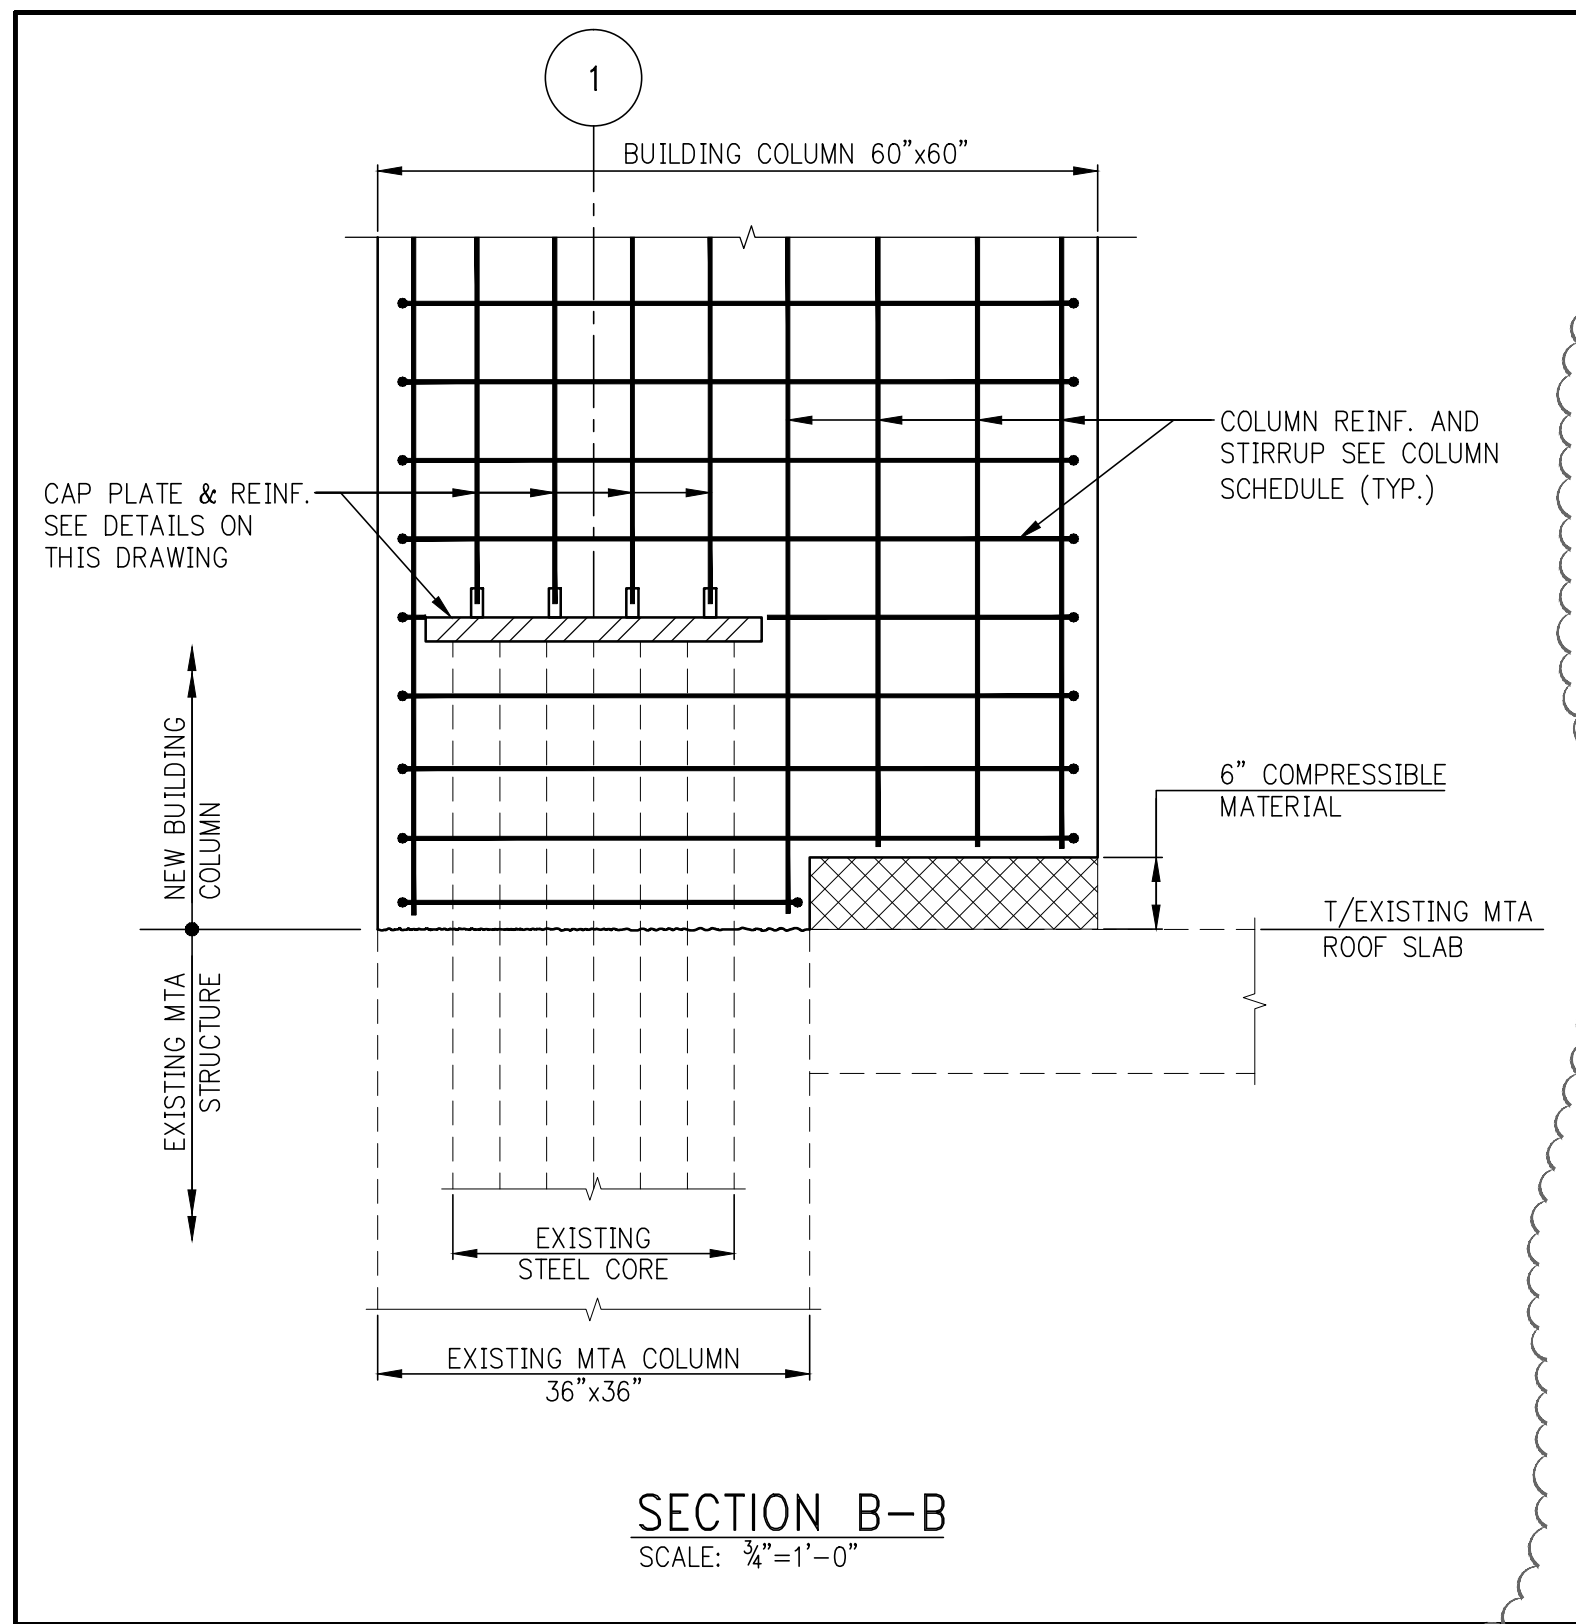 1
BUILDING COLUMN 60”x60”
COLUMN REINF. AND
STIRRUP SEE COLUMN
SCHEDULE (TYP.)
CAP PLATE & REINF.
SEE DETAILS ON
THIS DRAWING
NEW BUILDING
COLUMN
6” COMPRESSIBLE
MATERIAL
T/EXISTING MTA
ROOF SLAB
EXISTING MTA
STRUCTURE
EXISTING
STEEL CORE
EXISTING MTA COLUMN
36”x36”
SECTION B-B
SCALE: ¾”=1’-0”